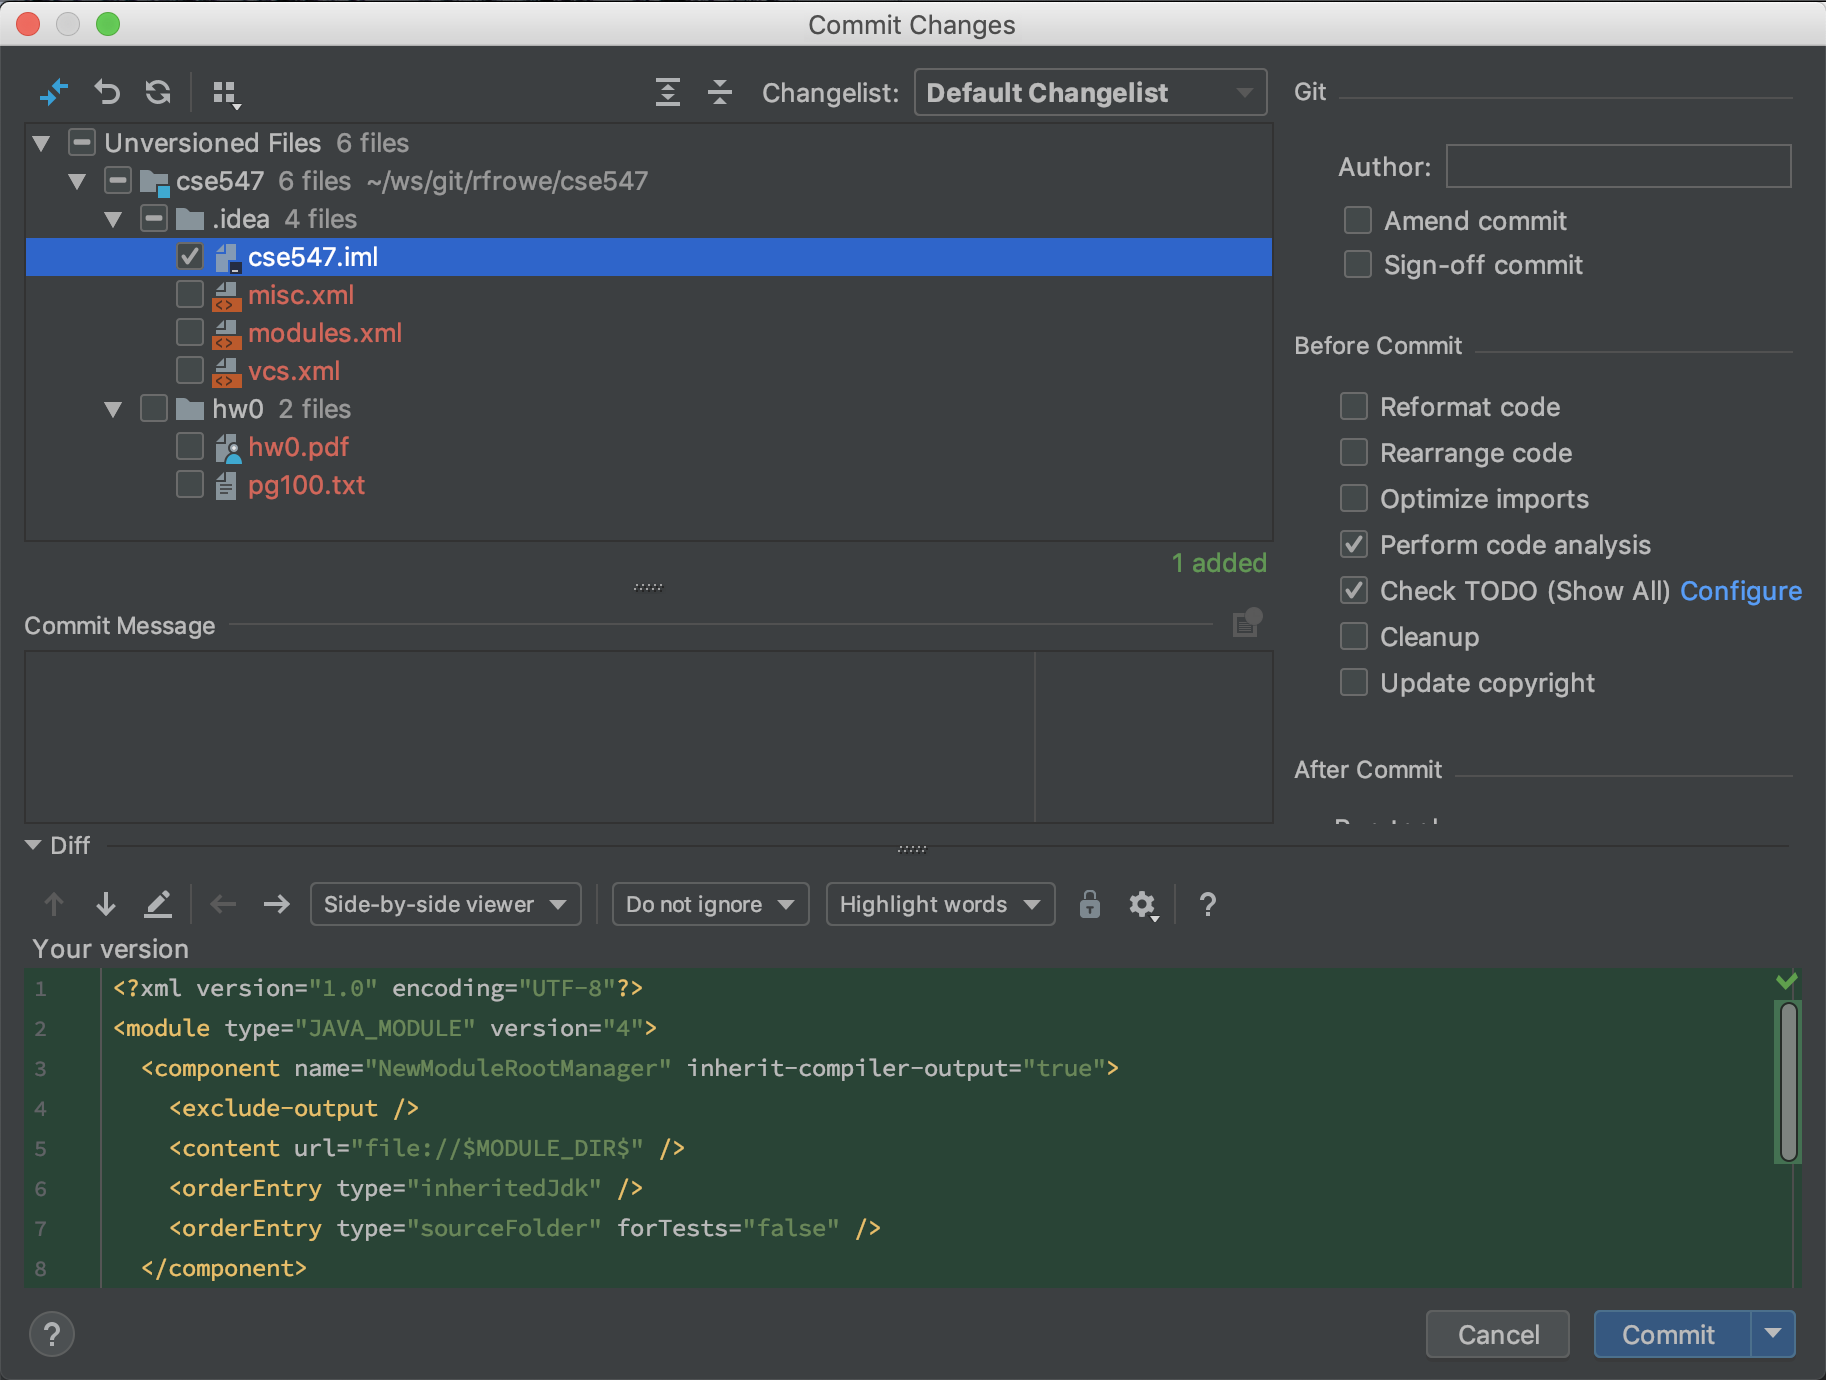 Commit Changes
Changelist: Default Changelist
Unversioned Files 6 files
cse547 6 files ~/ws/git/rfrowe/cse547
.idea 4 files
cse547.iml
misc.xml
modules.xml
vcs.xml
hw0 2 files
hw0.pdf
pg100.txt
1 added
Commit Message
Git
Author:
Amend commit
Sign-off commit
Before Commit
Reformat code
Rearrange code
Optimize imports
Perform code analysis
Check TODO (Show All) Configure
Cleanup
Update copyright
After Commit
Diff
Side-by-side viewer Do not ignore Highlight words ?
Your version
1 <?xml version="1.0" encoding="UTF-8"?>
2 <module type="JAVA_MODULE" version="4">
3 <component name="NewModuleRootManager" inherit-compiler-output="true">
4 <exclude-output />
5 <content url="file://$MODULE_DIR$" />
6 <orderEntry type="inheritedJdk" />
7 <orderEntry type="sourceFolder" forTests="false" />
8 </component>
? Cancel Commit